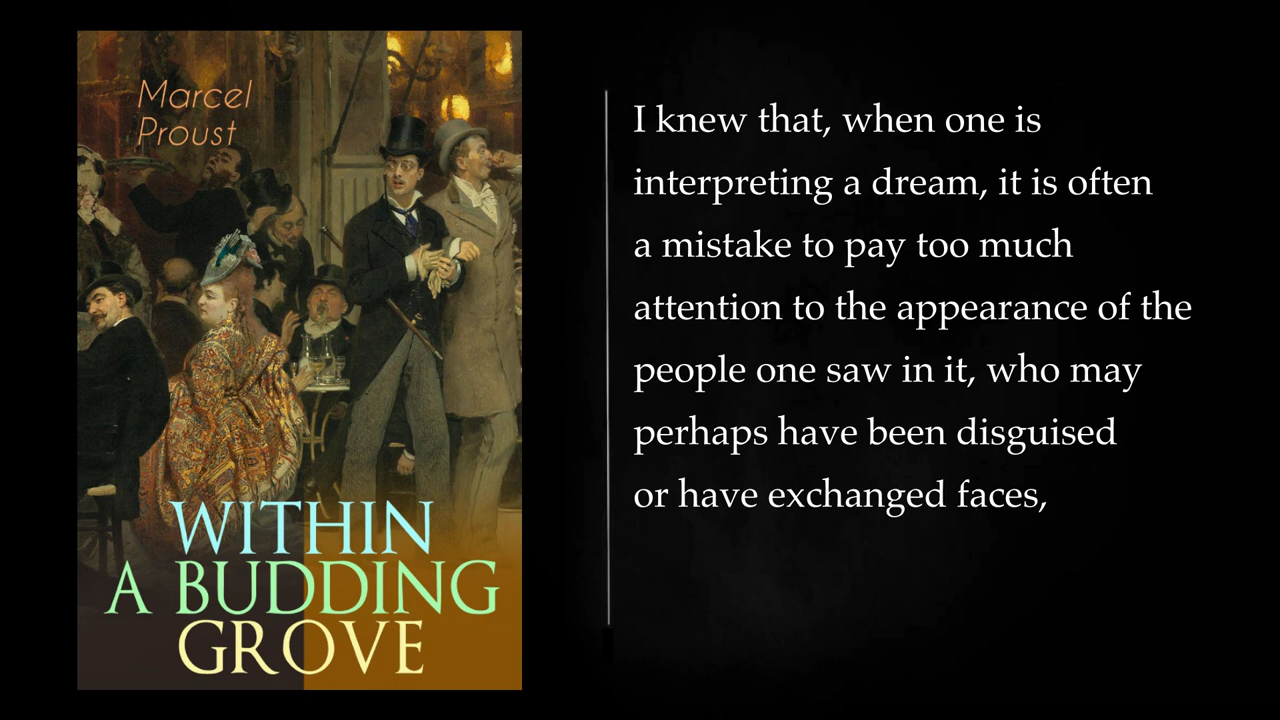 Marcel
Proust
WITHIN
A BUDDING
GROVE
I knew that, when one is
interpreting a dream, it is often
a mistake to pay too much
attention to the appearance of the
people one saw in it, who may
perhaps have been disguised
or have exchanged faces,